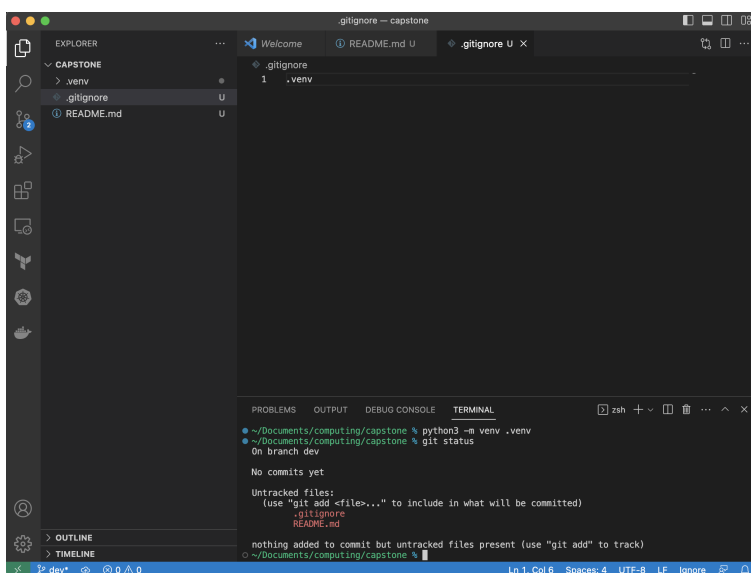 .gitignore — capstone
EXPLORER
Welcome
README.md U
.gitignore U
CAPSTONE
.venv
.gitignore U
README.md U
.gitignore
1 .venv
2
PROBLEMS OUTPUT DEBUG CONSOLE TERMINAL
zsh
~/Documents/computing/capstone % python3 -m venv .venv
~/Documents/computing/capstone % git status
On branch dev
No commits yet
Untracked files:
(use "git add <file>..." to include in what will be committed)
.gitignore
README.md
nothing added to commit but untracked files present (use "git add" to track)
~/Documents/computing/capstone %
OUTLINE
TIMELINE
dev* 0 0 Ln 1, Col 6 Spaces: 4 UTF-8 LF Ignore